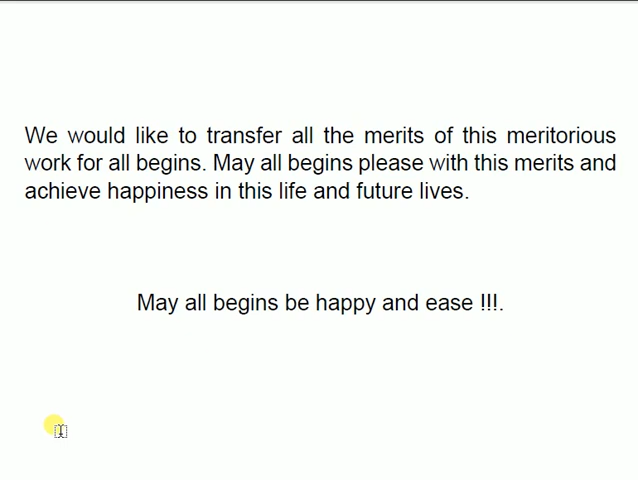 We would like to transfer all the merits of this meritorious
work for all begins. May all begins please with this merits and
achieve happiness in this life and future lives.
May all begins be happy and ease !!!.